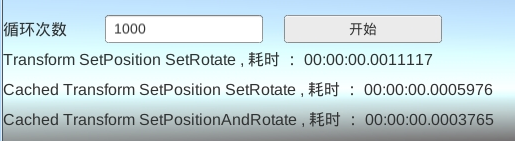 循环次数 1000 开始
Transform SetPosition SetRotate , 耗时 ： 00:00:00.0011117
Cached Transform SetPosition SetRotate , 耗时 ： 00:00:00.0005976
Cached Transform SetPositionAndRotate , 耗时 ： 00:00:00.0003765